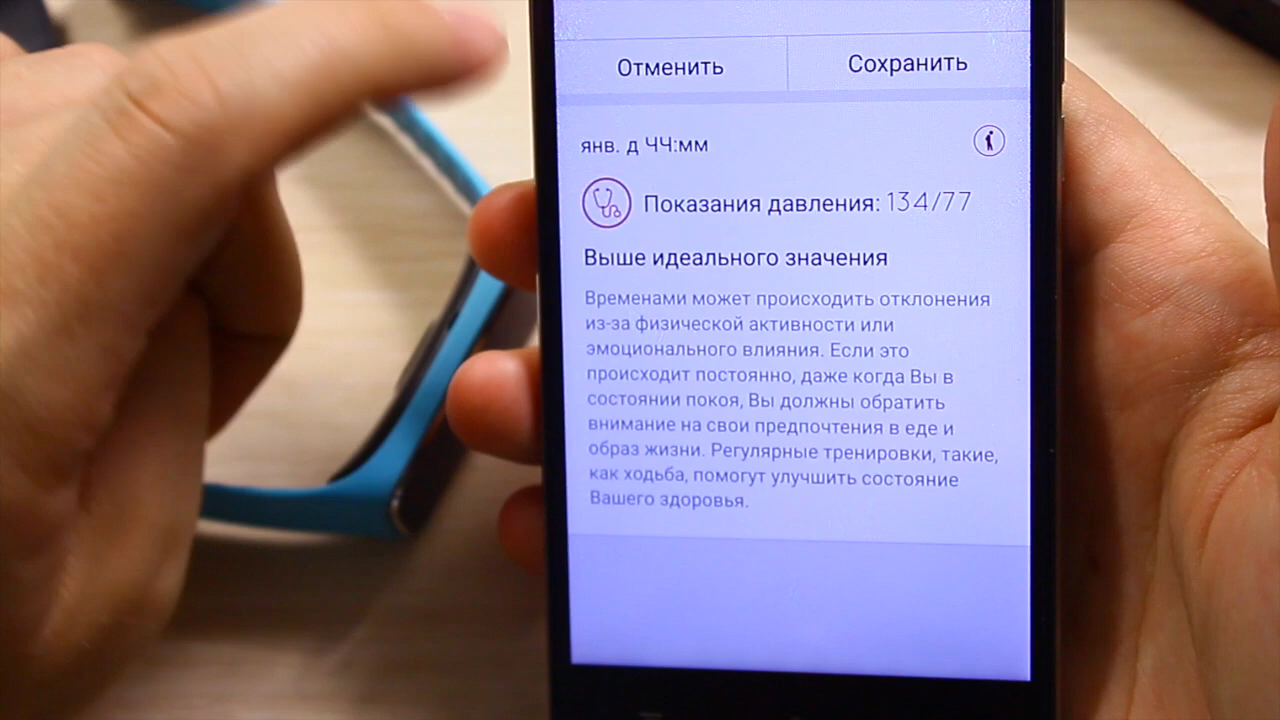 Отменить
Сохранить
янв. д ЧЧ:мм
Показания давления: 134/77
Выше идеального значения
Временами может происходить отклонения
из-за физической активности или
эмоционального влияния. Если это
происходит постоянно, даже когда Вы в
состоянии покоя, Вы должны обратить
внимание на свои предпочтения в еде и
образ жизни. Регулярные тренировки, такие,
как ходьба, помогут улучшить состояние
Вашего здоровья.